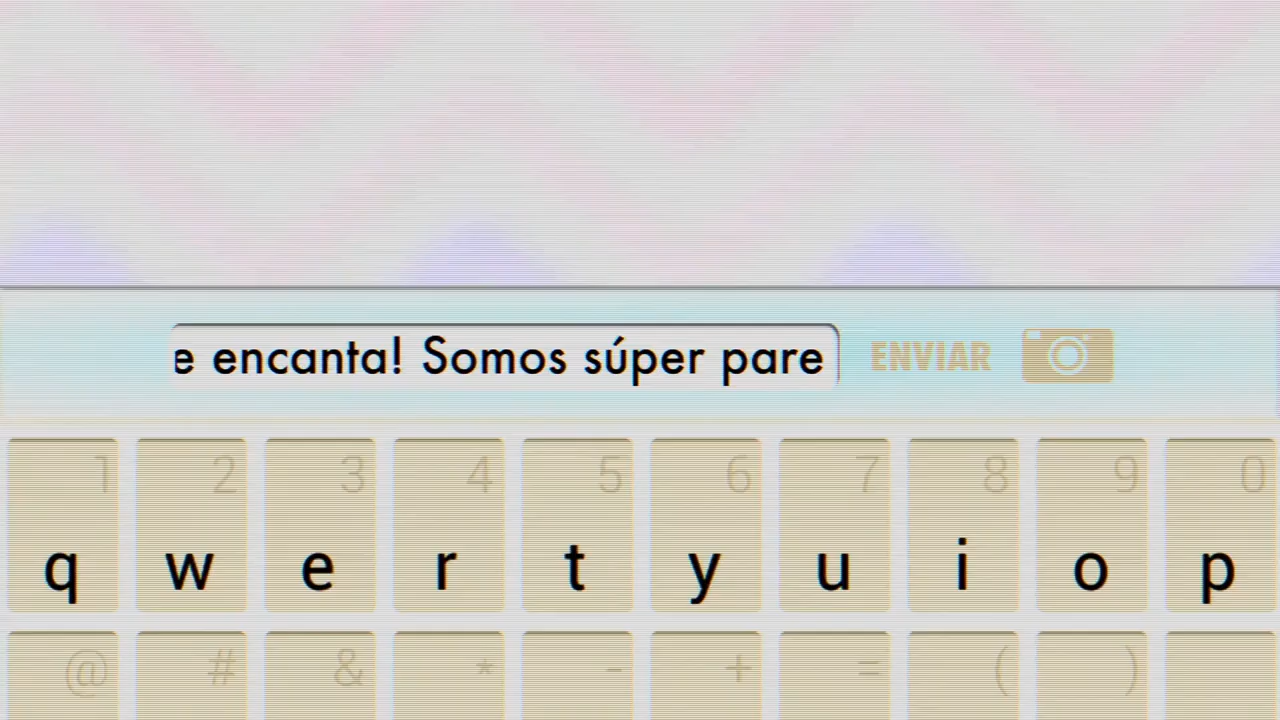 e encanta! Somos súper pare ENVIAR
1 2 3 4 5 6 7 8 9 0
q w e r t y u i o p
@ # & * - + = ( )